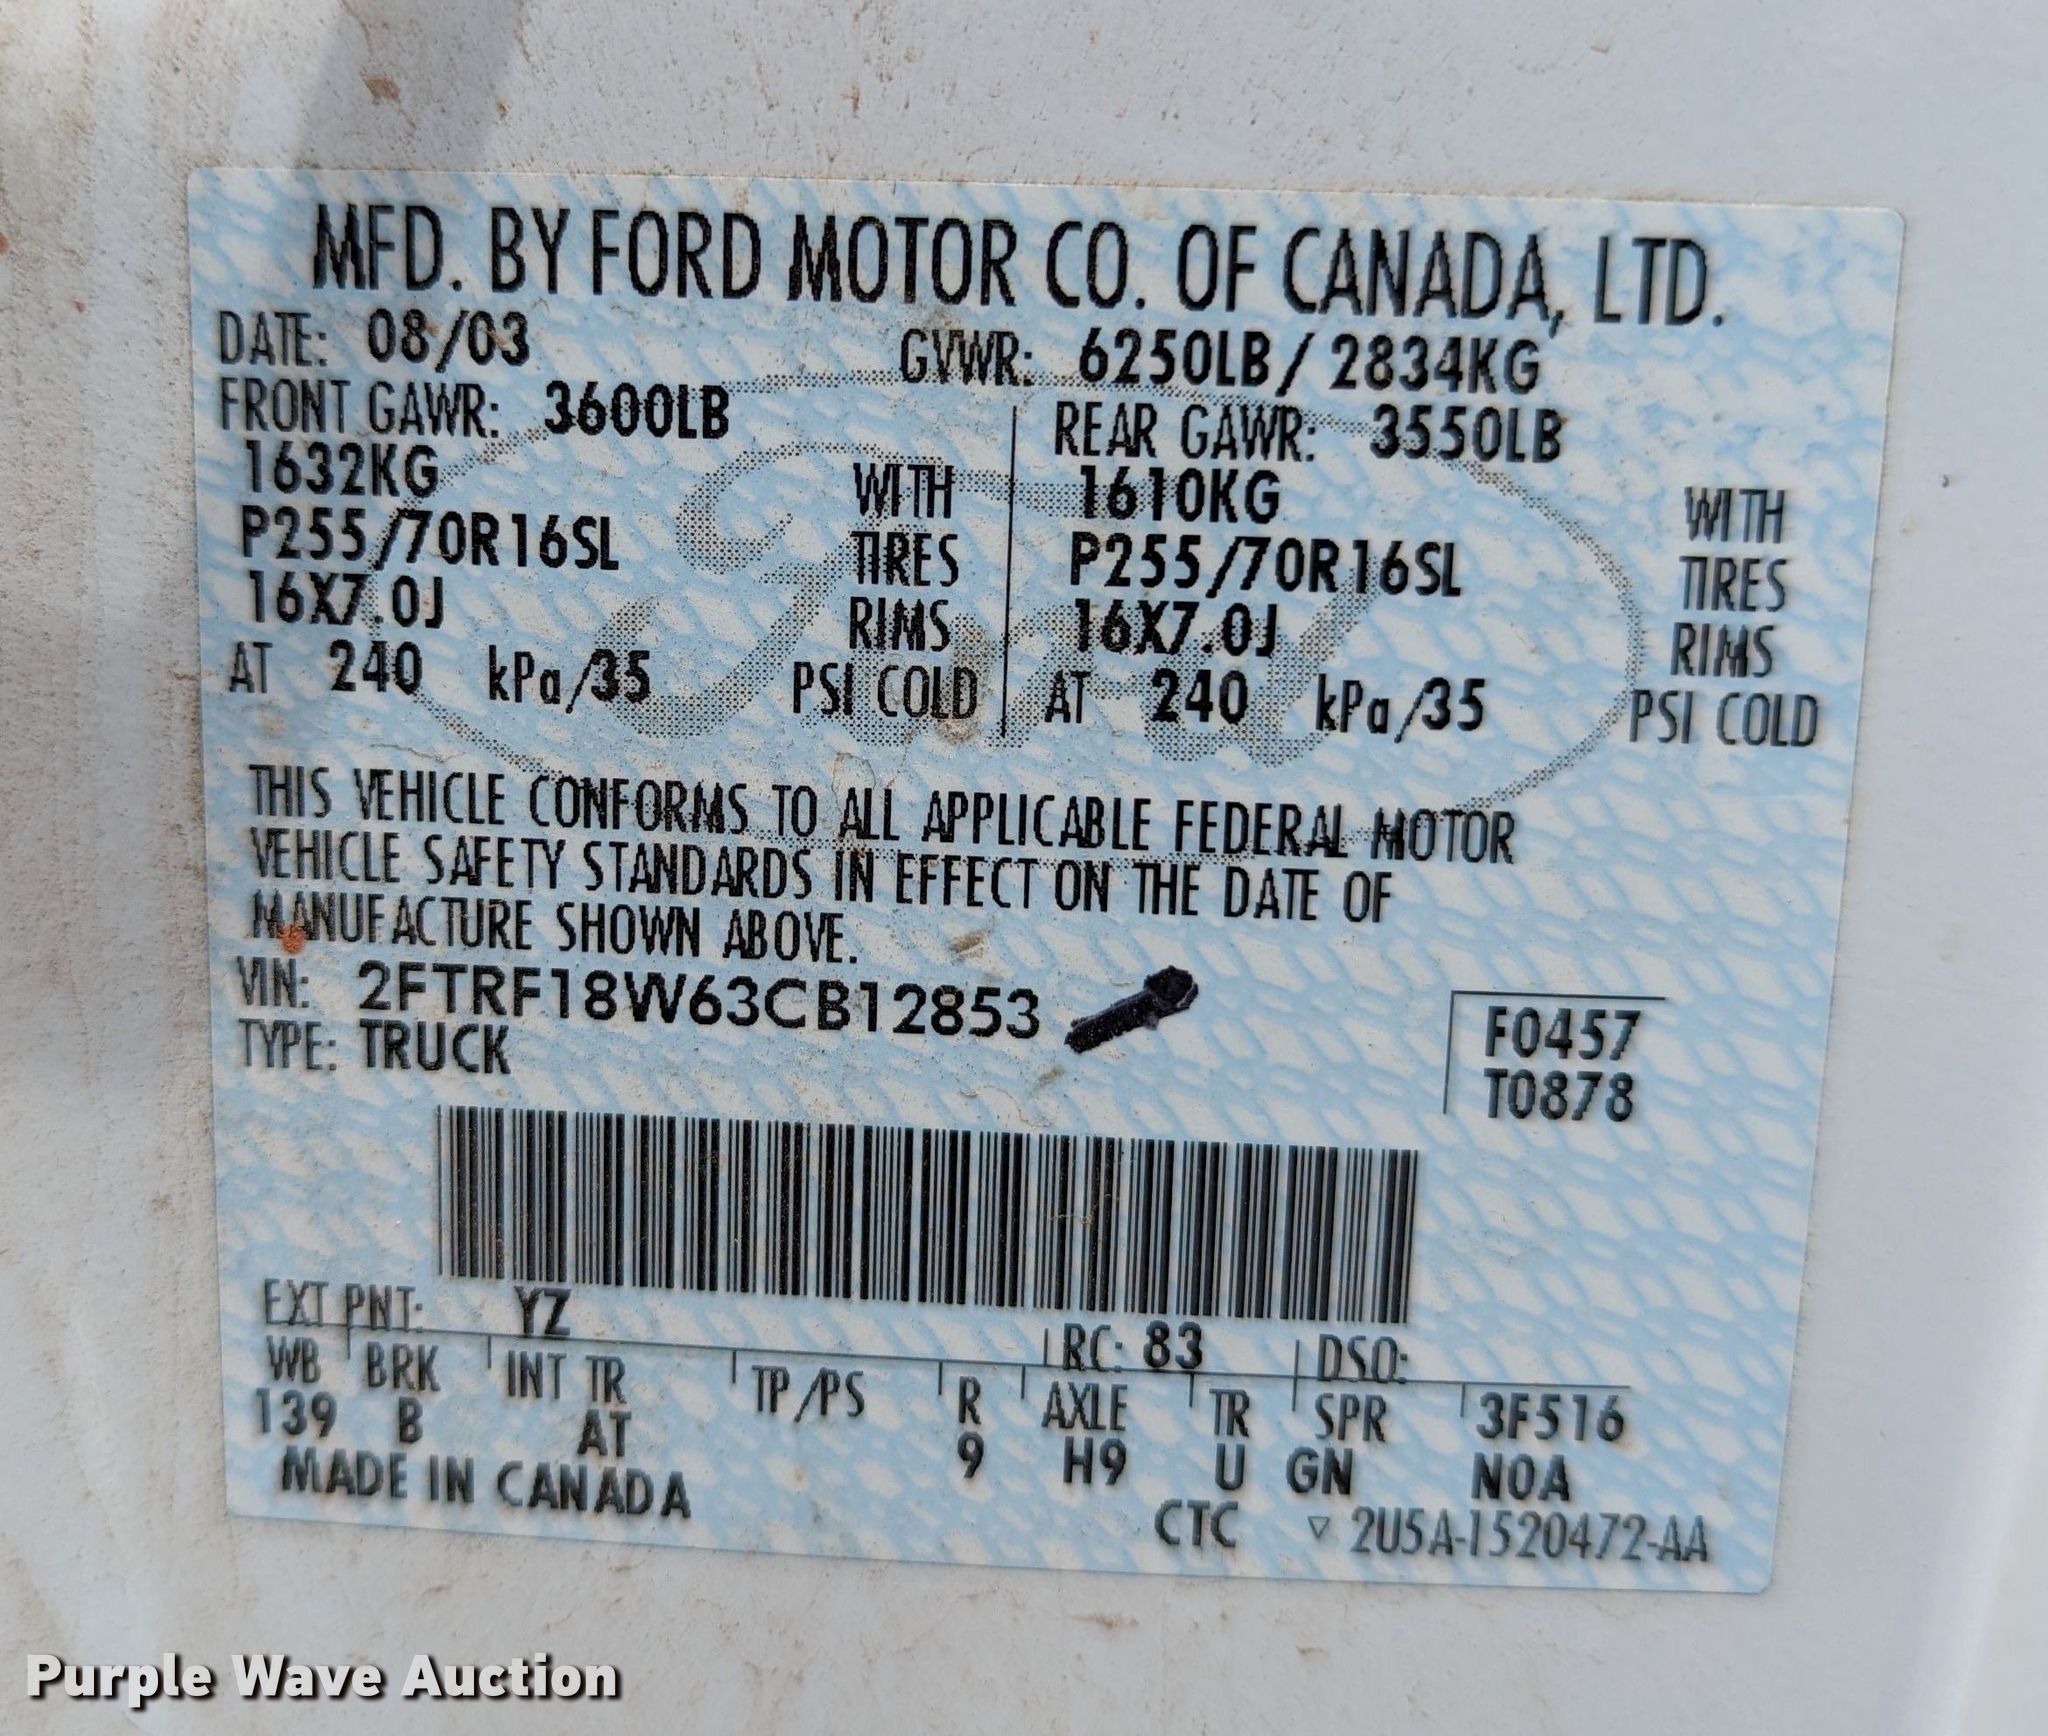 MFD. BY FORD MOTOR CO. OF CANADA, LTD.
DATE: 08/03 GVWR: 6250LB/2834KG
FRONT GAWR: 3600LB REAR GAWR: 3550LB
1632KG WITH 1610KG WITH
P255/70R16SL TIRES P255/70R16SL TIRES
16X7.0J RIMS 16X7.0J RIMS
AT 240 kPa/35 PSI COLD AT 240 kPa/35 PSI COLD
THIS VEHICLE CONFORMS TO ALL APPLICABLE FEDERAL MOTOR
VEHICLE SAFETY STANDARDS IN EFFECT ON THE DATE OF
MANUFACTURE SHOWN ABOVE.
VIN: 2FTRF18W63CB12853 F0457
TYPE: TRUCK T0878
EXT PNT: YZ RC: 83 DSO:
WB BRK INT TR TP/PS R AXLE TR SPR 3F516
139 B AT 9 H9 U GN NOA
MADE IN CANADA CTC ▽ 2U5A-1520472-AA
Ford
Purple Wave Auction